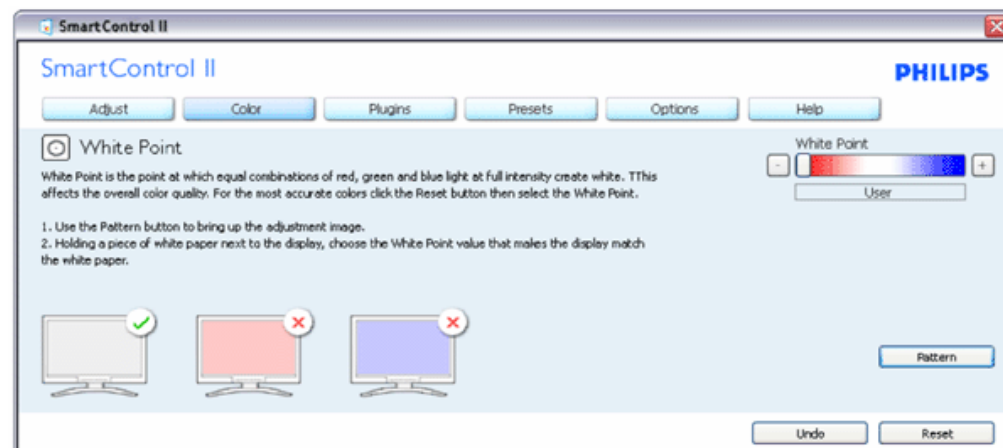 SmartControl II
SmartControl II
PHILIPS
Adjust Color Plugins Presets Options Help
White Point
White Point is the point at which equal combinations of red, green and blue light at full intensity create white. TThis
affects the overall color quality. For the most accurate colors click the Reset button then select the White Point.
1. Use the Pattern button to bring up the adjustment image.
2. Holding a piece of white paper next to the display, choose the White Point value that makes the display match
the white paper.
White Point
- +
User
Pattern
Undo Reset